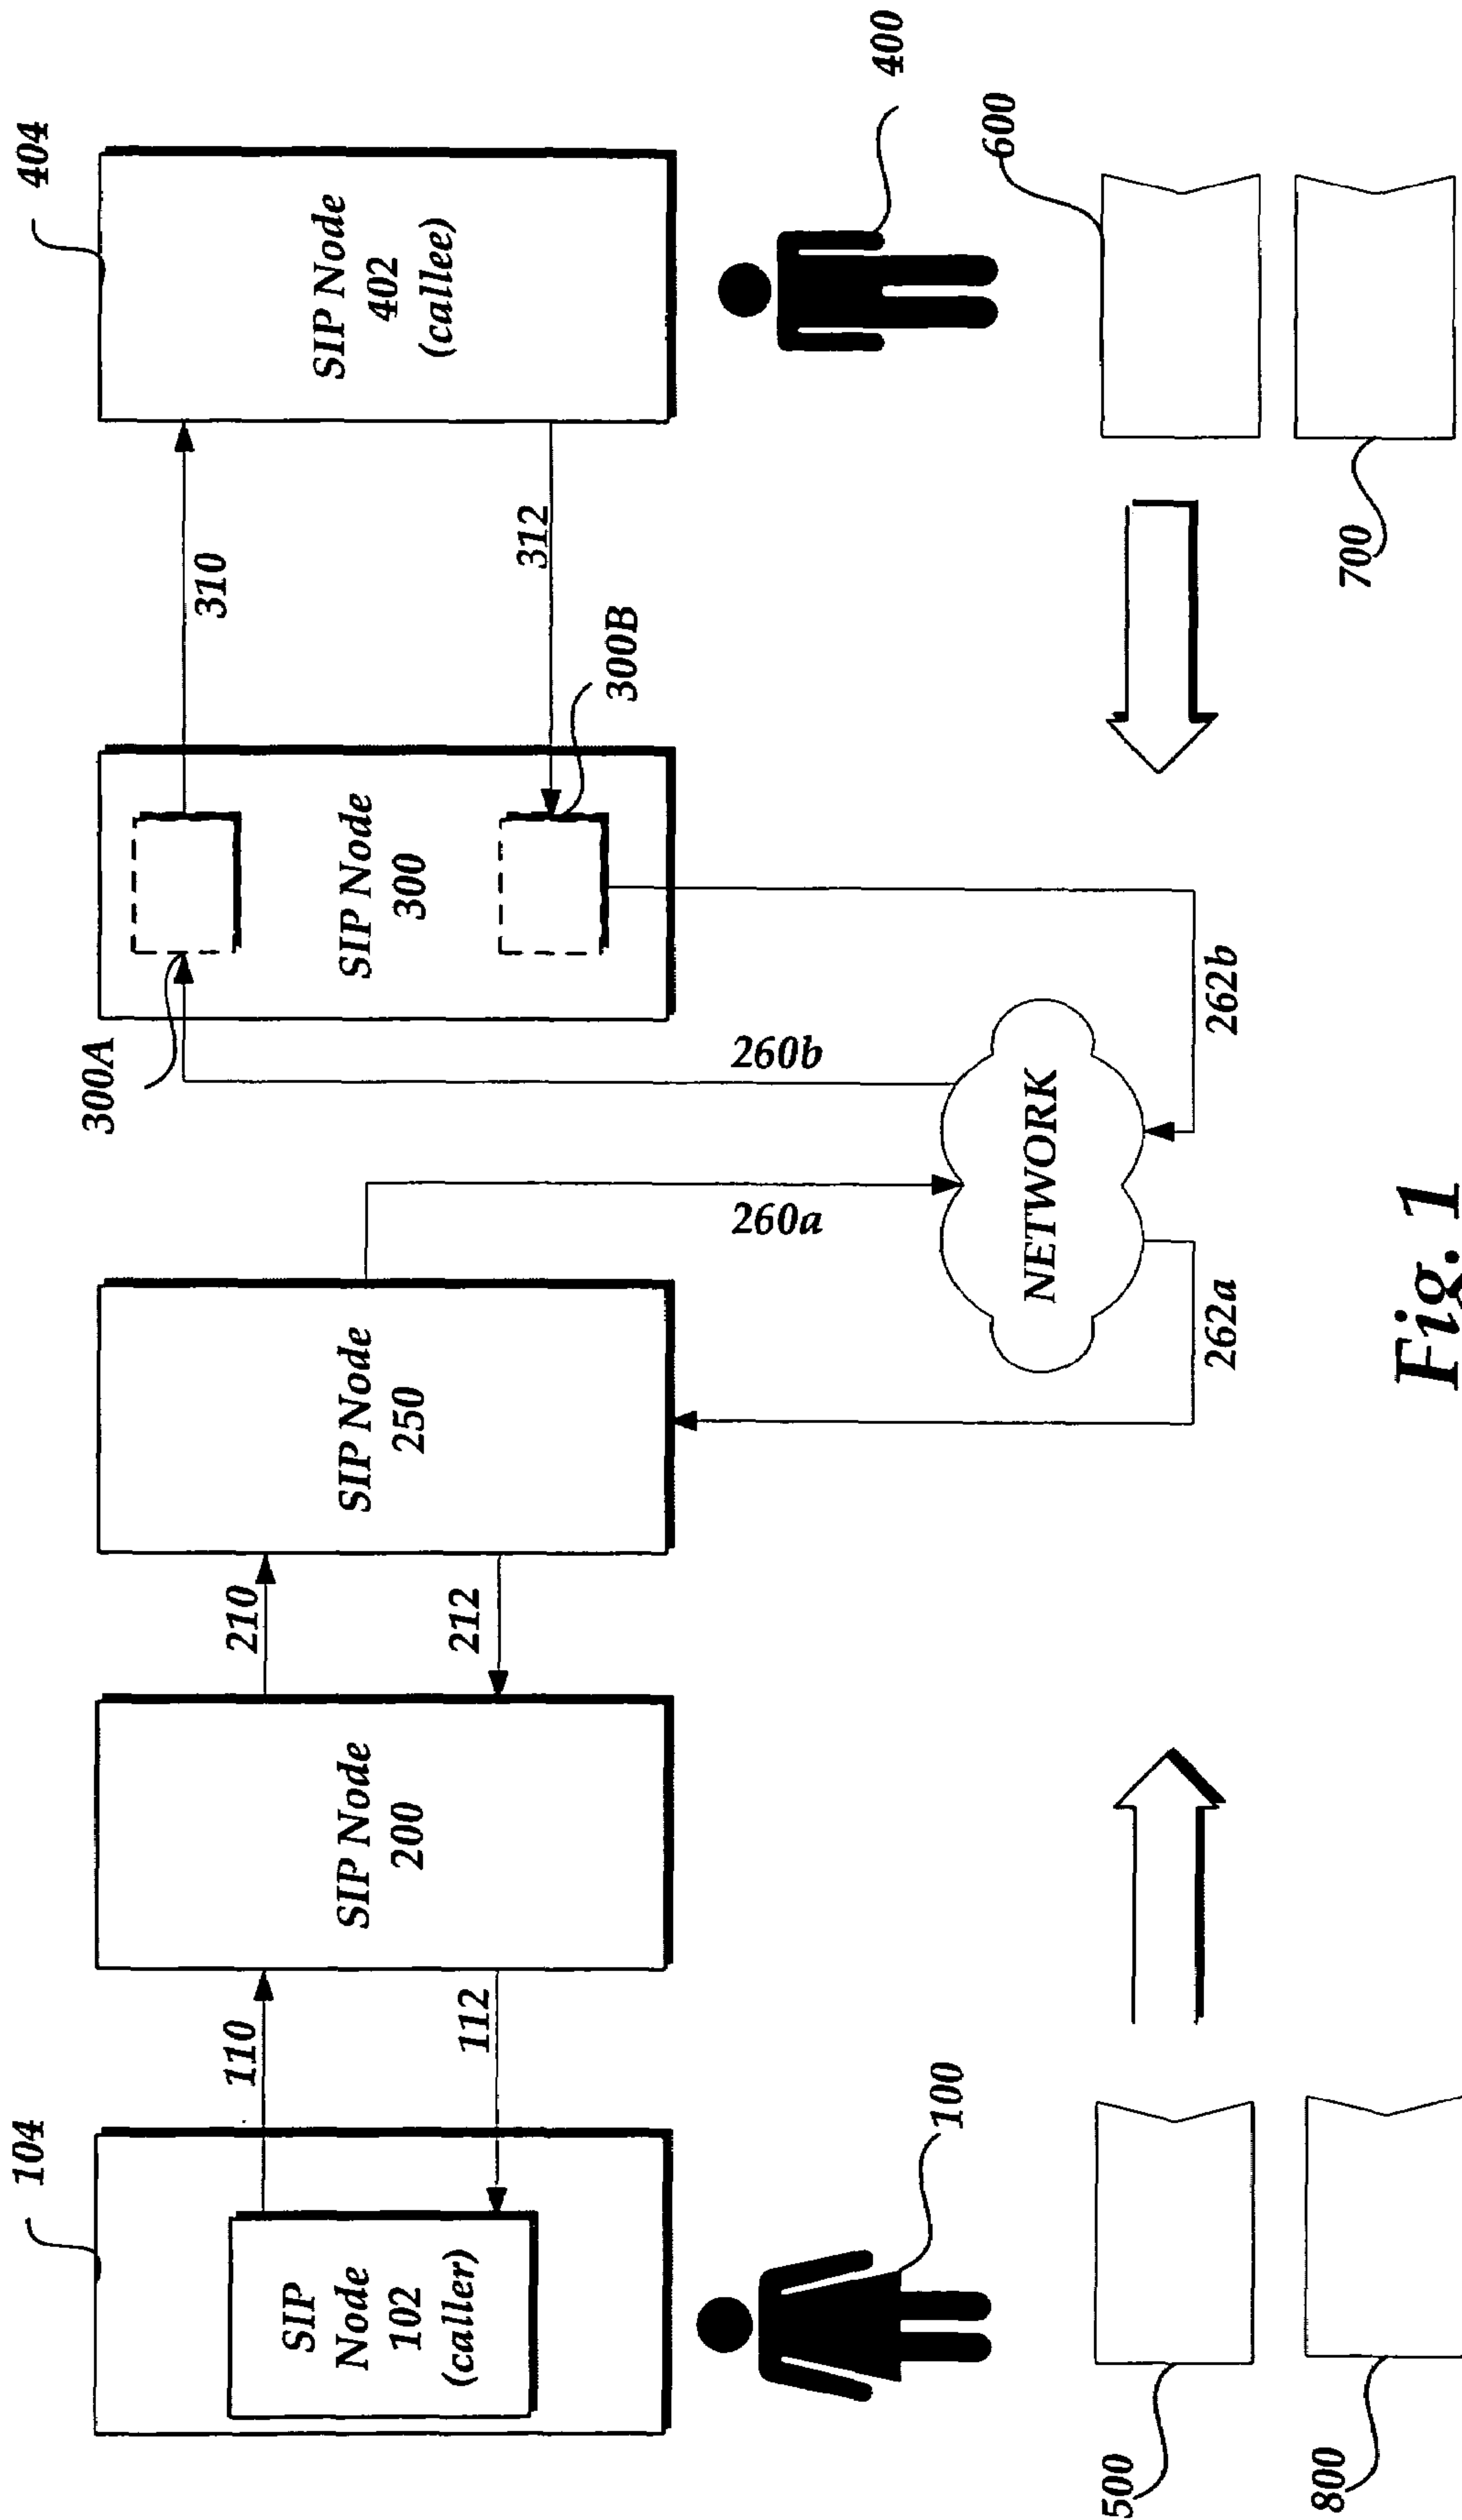 104
SIP
Node
102
(caller)
110
112
SIP Node
200
210
212
SIP Node
250
260a
260b
262a
262b
NETWORK
300A
SIP Node
300
300B
310
312
404
SIP Node
402
(callee)
100
400
500
800
600
700
Fig. 1